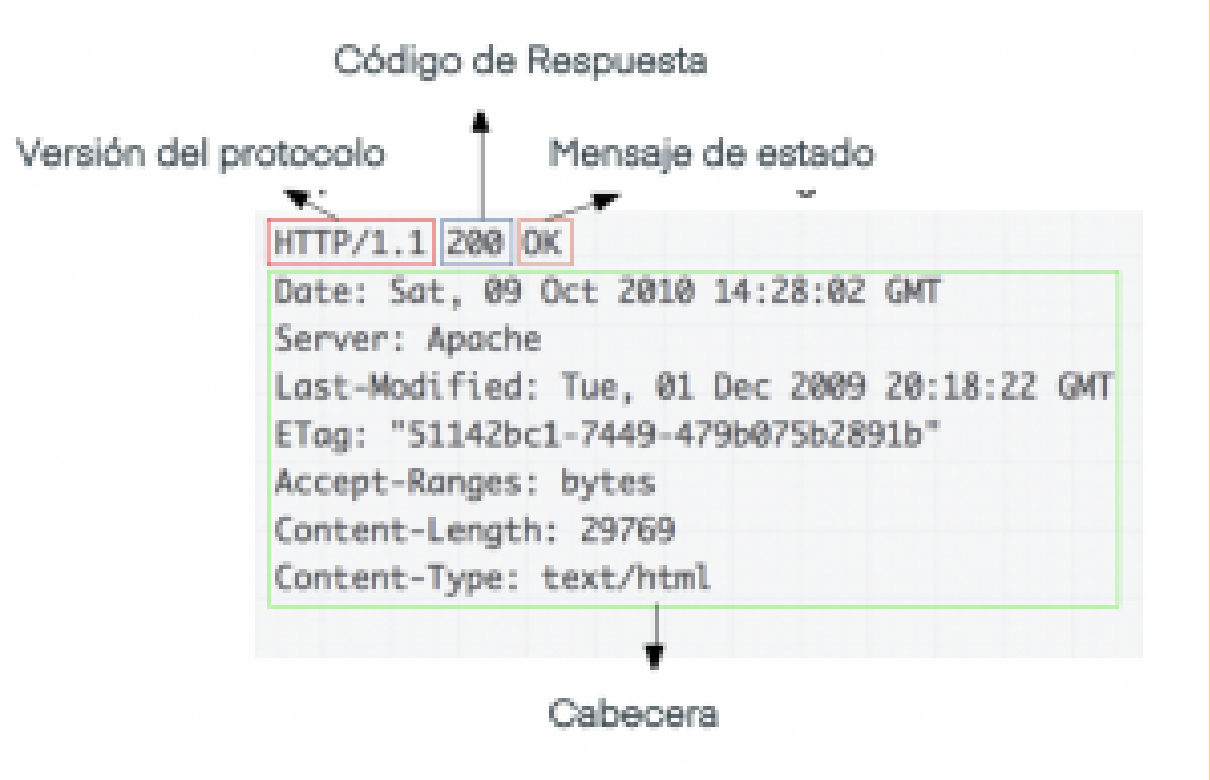 Código de Respuesta
Versión del protocolo
Mensaje de estado
HTTP/1.1 200 OK
Date: Sat, 09 Oct 2010 14:28:02 GMT
Server: Apache
Last-Modified: Tue, 01 Dec 2009 20:18:22 GMT
ETag: "51142bc1-7449-479b075b2891b"
Accept-Ranges: bytes
Content-Length: 29769
Content-Type: text/html
Cabecera